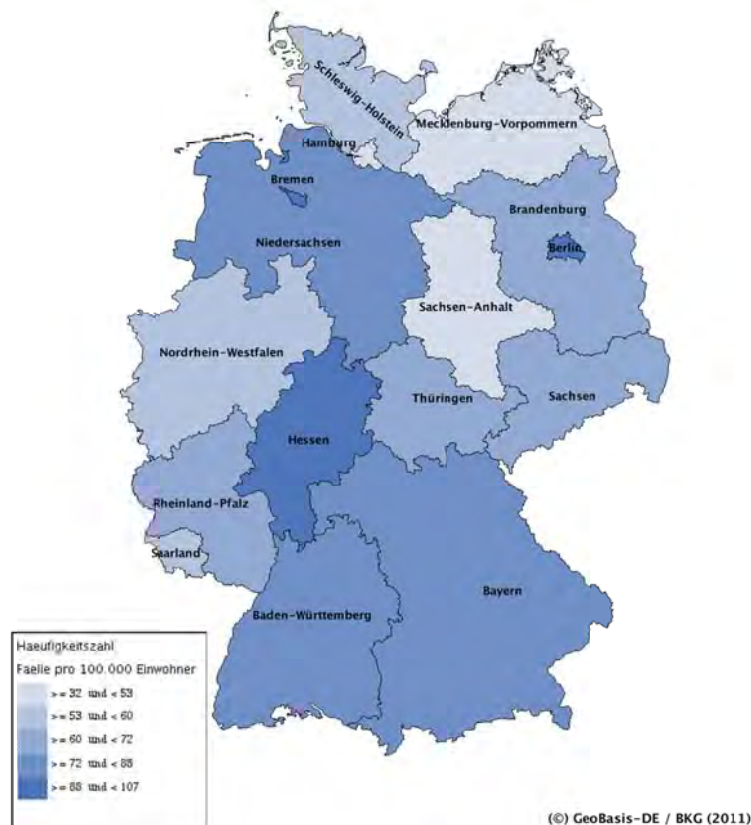 Schleswig-Holstein
Mecklenburg-Vorpommern
Hamburg
Bremen
Brandenburg
Niedersachsen
Berlin
Sachsen-Anhalt
Nordrhein-Westfalen
Thüringen
Sachsen
Hessen
Rheinland-Pfalz
Saarland
Bayern
Baden-Württemberg
Haeufigkeitszahl
Faelle pro 100.000 Einwohner
>= 32 und < 53
>= 53 und < 60
>= 60 und < 72
>= 72 und < 88
>= 88 und < 107
(©) GeoBasis-DE / BKG (2011)